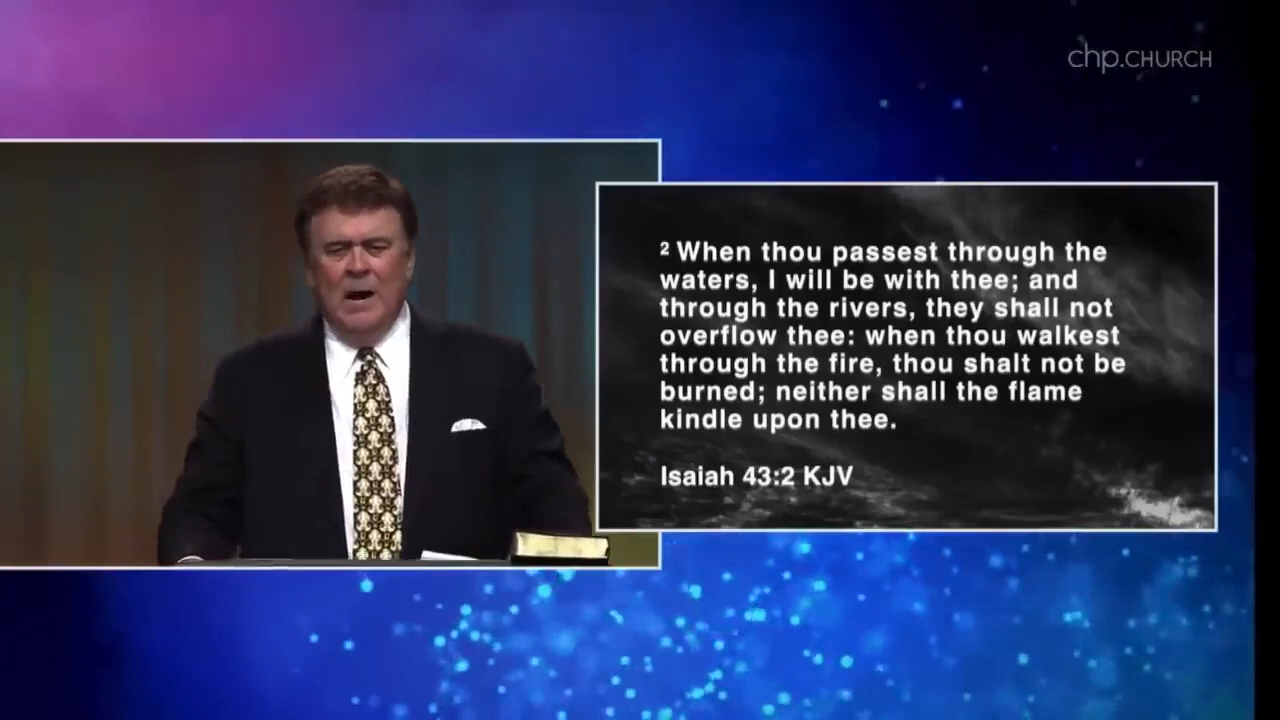 chp.CHURCH
2 When thou passest through the
waters, I will be with thee; and
through the rivers, they shall not
overflow thee: when thou walkest
through the fire, thou shalt not be
burned; neither shall the flame
kindle upon thee.
Isaiah 43:2 KJV